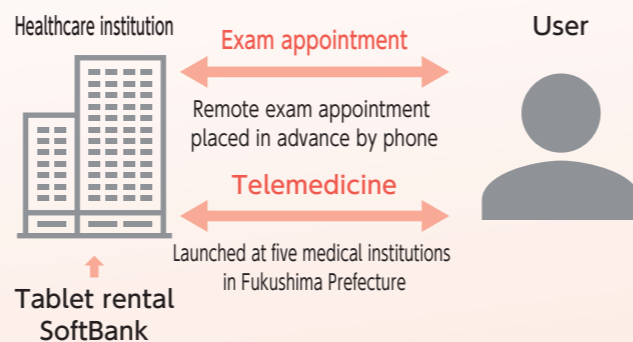 Healthcare institution
Exam appointment
User
Remote exam appointment
placed in advance by phone
Telemedicine
Launched at five medical institutions
in Fukushima Prefecture
Tablet rental
SoftBank